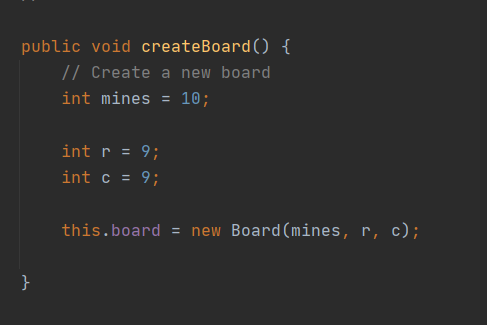 public void createBoard() {
// Create a new board
int mines = 10;
int r = 9;
int c = 9;
this.board = new Board(mines, r, c);
}